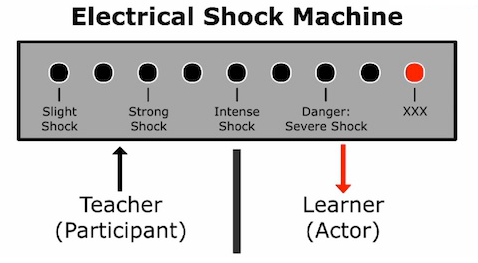 Electrical Shock Machine
Slight
Shock
Strong
Shock
Intense
Shock
Danger:
Severe Shock
XXX
Teacher
(Participant)
Learner
(Actor)